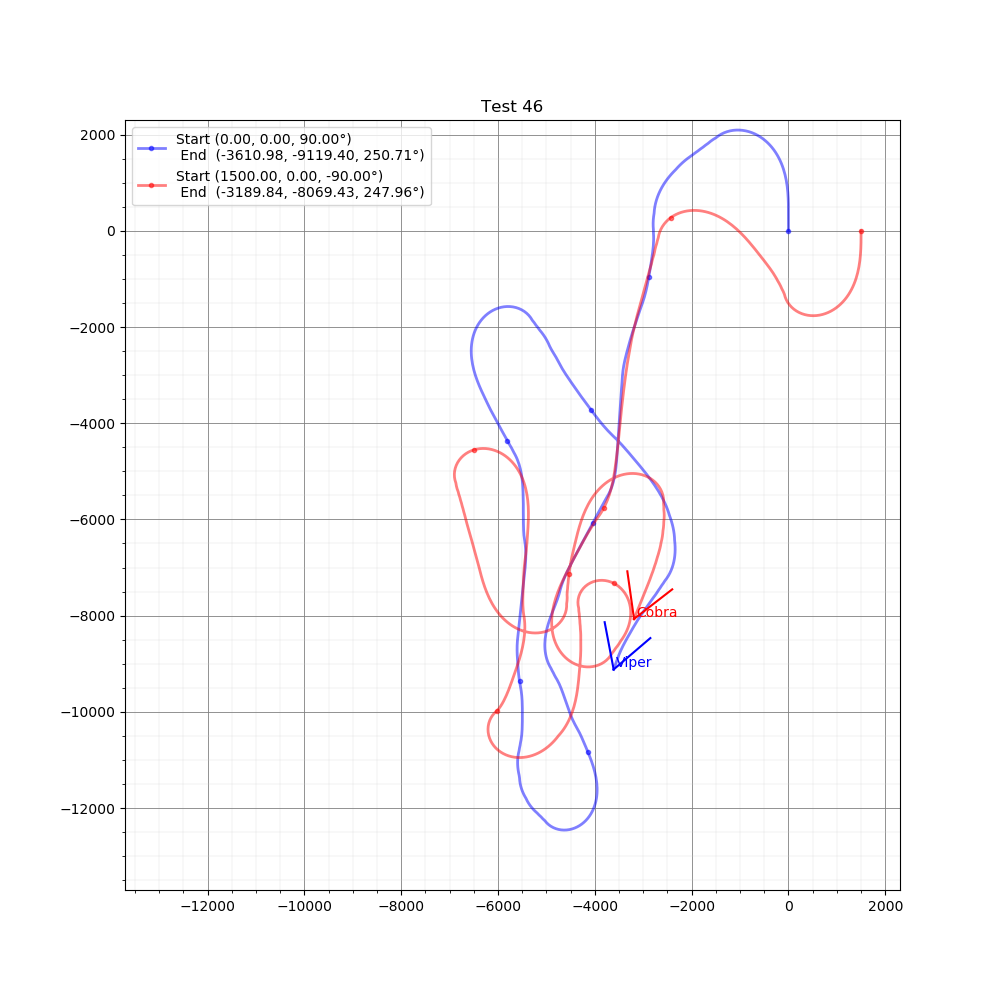 Test 46
Start (0.00, 0.00, 90.00°)
End (-3610.98, -9119.40, 250.71°)
Start (1500.00, 0.00, -90.00°)
End (-3189.84, -8069.43, 247.96°)
2000
0
−2000
−4000
−6000
−8000
−10000
−12000
Cobra
Viper
−12000 −10000 −8000 −6000 −4000 −2000 0 2000